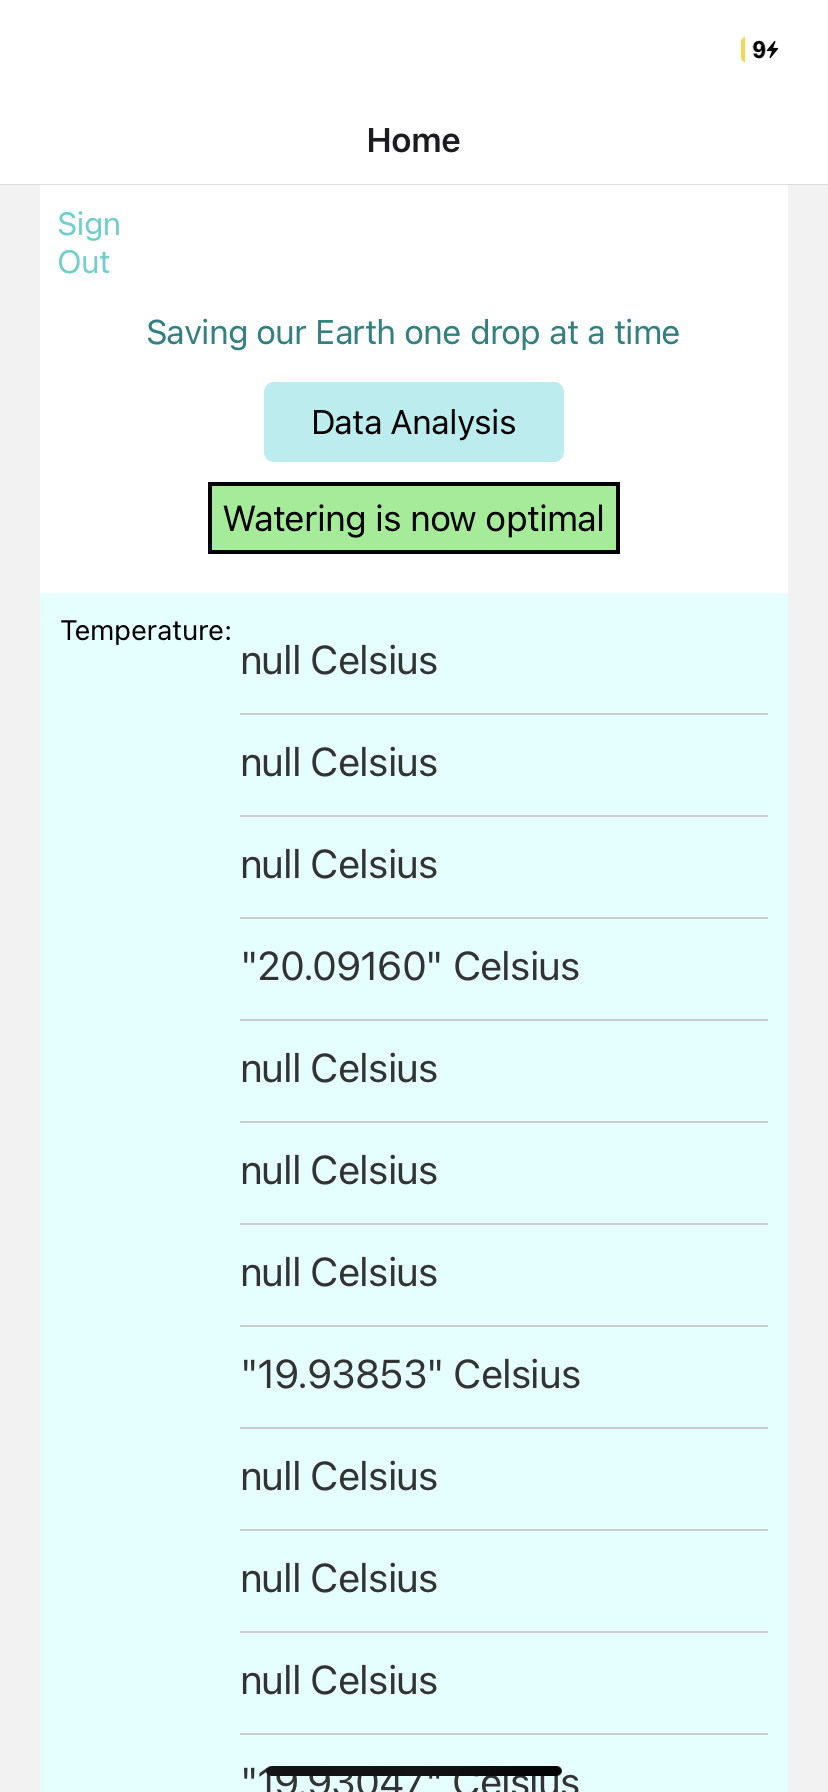 9
Home
Sign
Out
Saving our Earth one drop at a time
Data Analysis
Watering is now optimal
Temperature:
null Celsius
null Celsius
null Celsius
"20.09160" Celsius
null Celsius
null Celsius
null Celsius
"19.93853" Celsius
null Celsius
null Celsius
null Celsius
"19.93047" Celsius